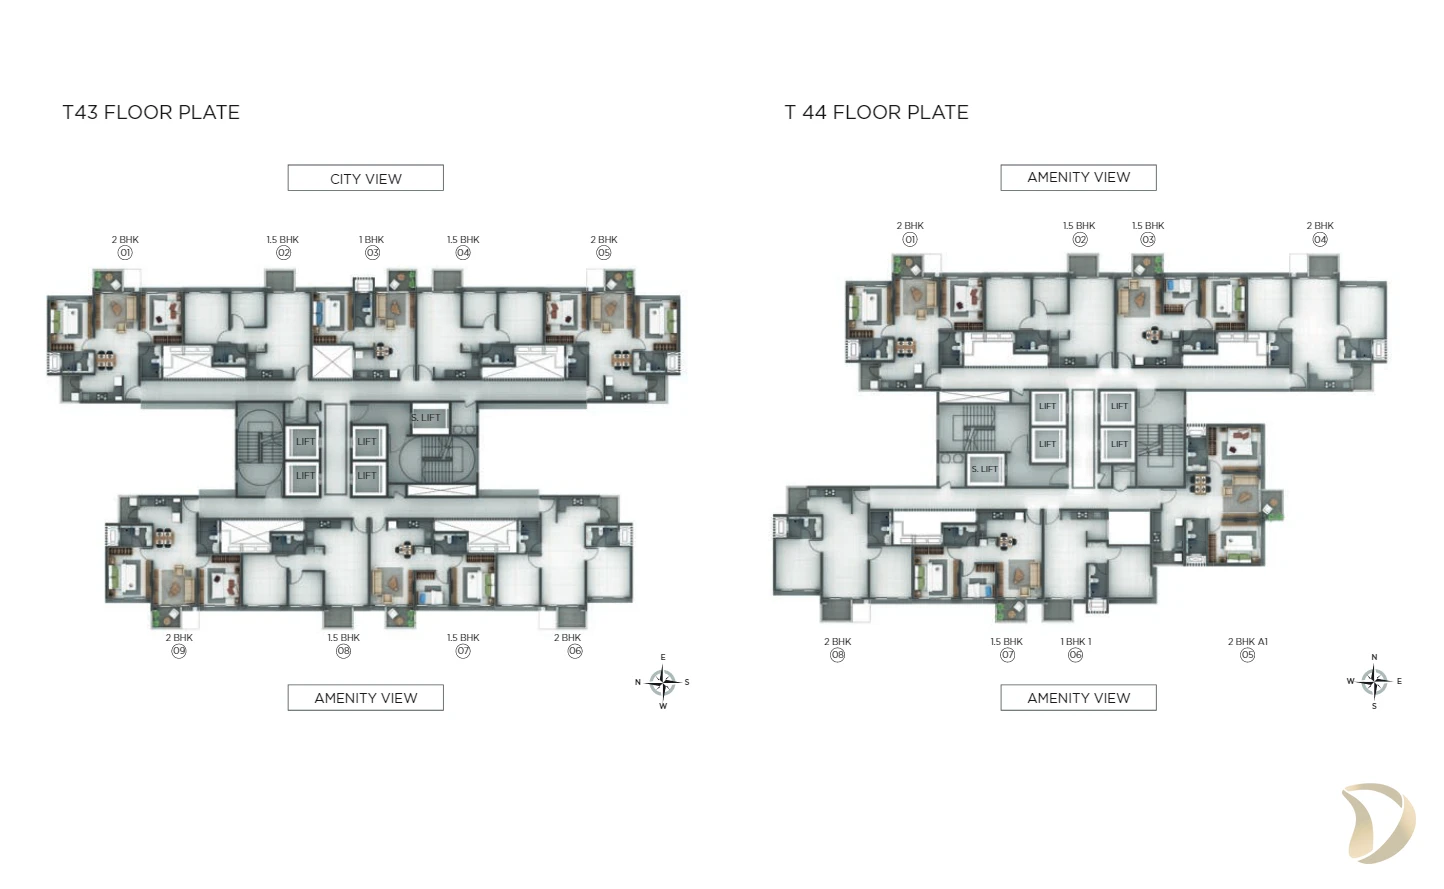 T43 FLOOR PLATE
CITY VIEW
2 BHK
01
1.5 BHK
02
1 BHK
03
1.5 BHK
04
2 BHK
05
S. LIFT
LIFT
LIFT
LIFT
LIFT
2 BHK
09
1.5 BHK
08
1.5 BHK
07
2 BHK
06
AMENITY VIEW
E
N
S
W
T 44 FLOOR PLATE
AMENITY VIEW
2 BHK
01
1.5 BHK
02
1.5 BHK
03
2 BHK
04
LIFT
LIFT
LIFT
LIFT
S. LIFT
2 BHK
08
1.5 BHK
07
1 BHK 1
06
2 BHK A1
05
AMENITY VIEW
N
W
E
S